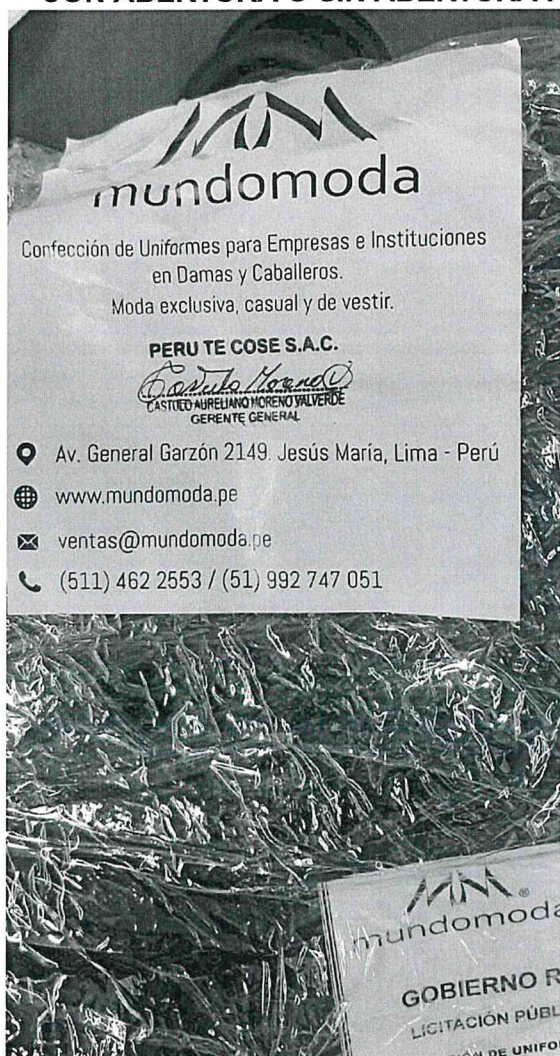 mundomoda
Confección de Uniformes para Empresas e Instituciones
en Damas y Caballeros.
Moda exclusiva, casual y de vestir.
PERU TE COSE S.A.C.
CASTULO AURELIANO MORENO VALVERDE
GERENTE GENERAL
Av. General Garzón 2149. Jesús María, Lima - Perú
www.mundomoda.pe
ventas@mundomoda.pe
(511) 462 2553 / (51) 992 747 051
mundomoda
GOBIERNO R
LICITACIÓN PÚBL
DE UNIFO